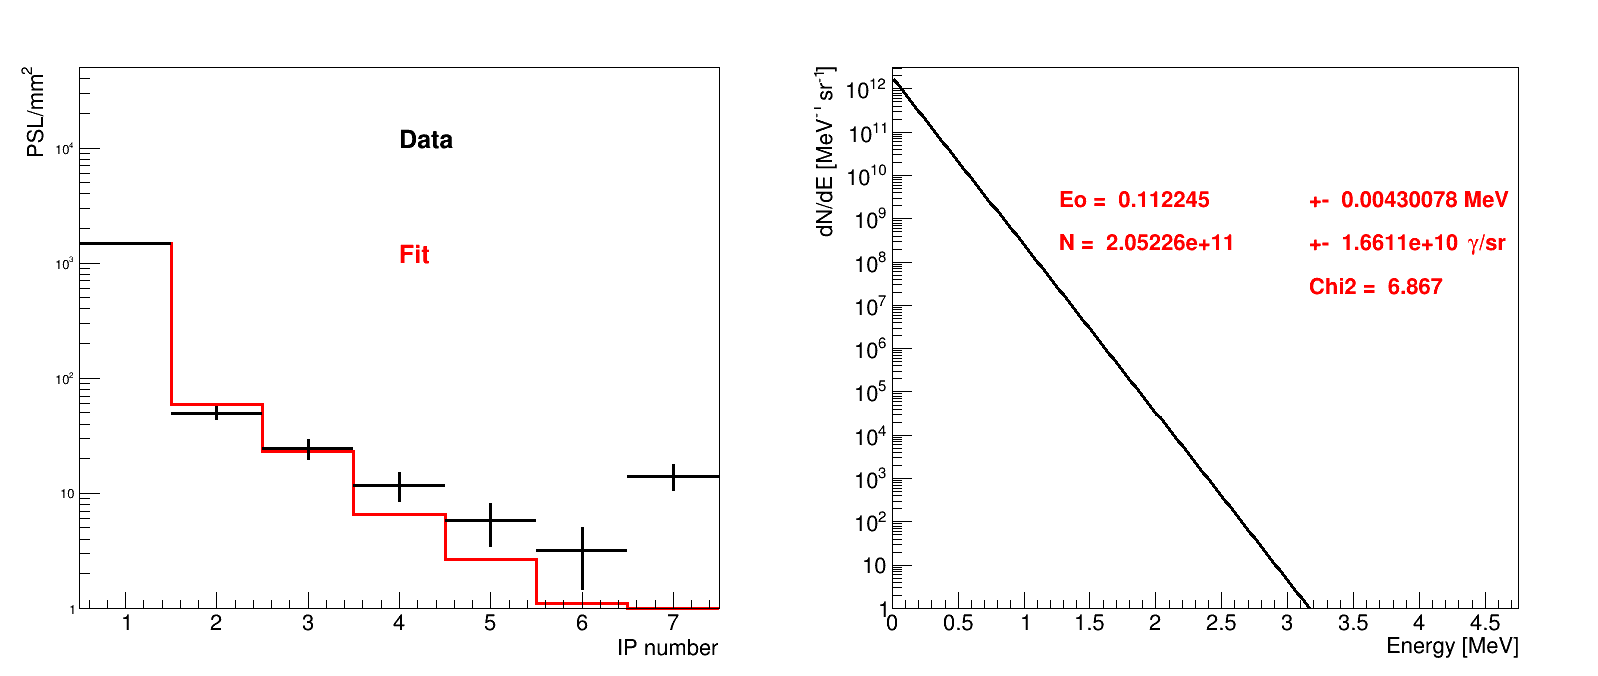 PSL/mm²
10⁴
10³
10²
10
1
Data
Fit
1 2 3 4 5 6 7
IP number
dN/dE [MeV⁻¹ sr⁻¹]
10¹²
10¹¹
10¹⁰
10⁹
10⁸
10⁷
10⁶
10⁵
10⁴
10³
10²
10
1
Eo = 0.112245 +- 0.00430078 MeV
N = 2.05226e+11 +- 1.6611e+10 γ/sr
Chi2 = 6.867
0 0.5 1 1.5 2 2.5 3 3.5 4 4.5
Energy [MeV]